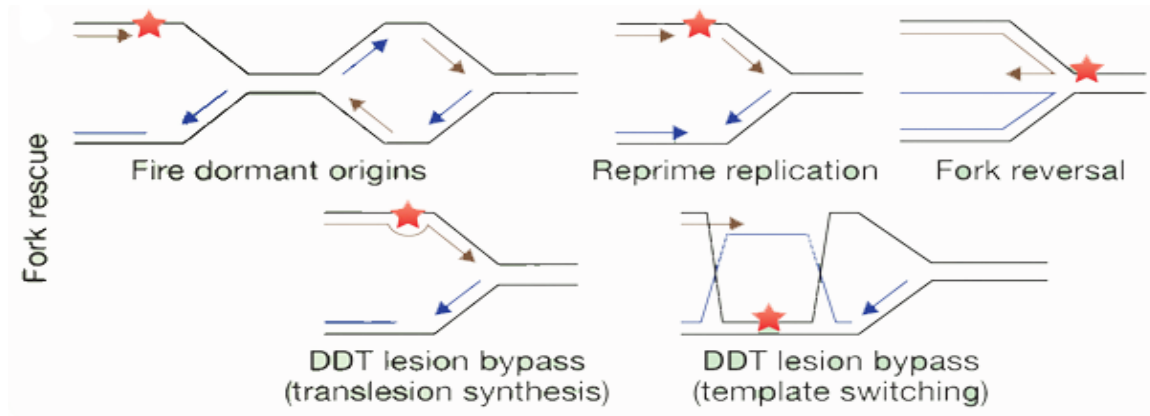 Fork rescue
Fire dormant origins
Reprime replication
Fork reversal
DDT lesion bypass
(translesion synthesis)
DDT lesion bypass
(template switching)